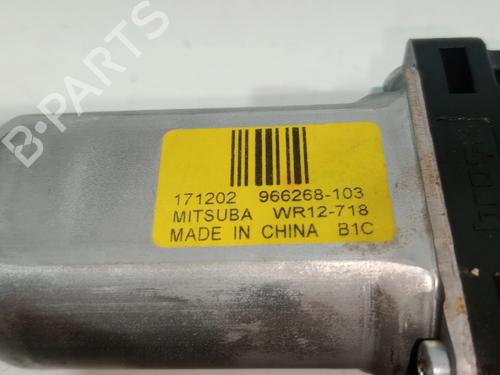 B-PARTS
171202 966268-103
MITSUBA WR12-718
MADE IN CHINA B1C